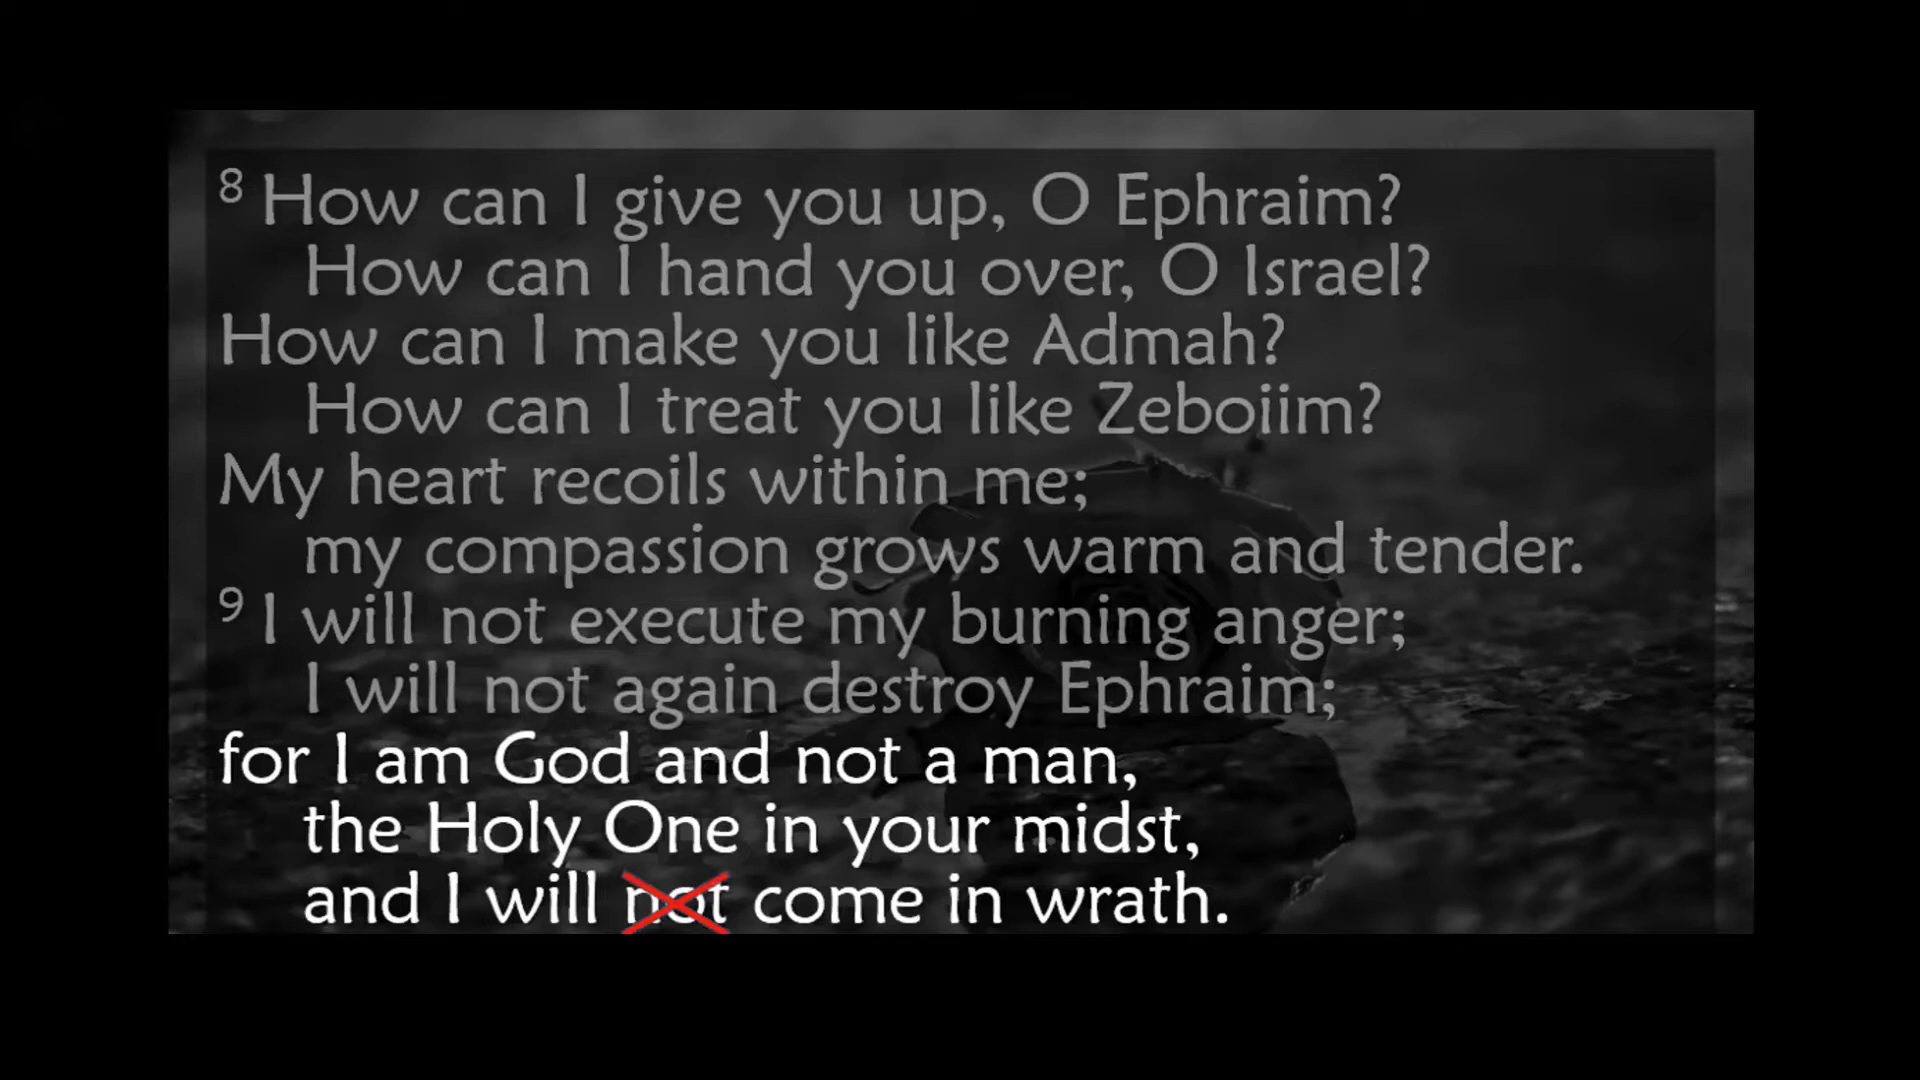 8 How can I give you up, O Ephraim?
How can I hand you over, O Israel?
How can I make you like Admah?
How can I treat you like Zeboiim?
My heart recoils within me;
my compassion grows warm and tender.
9 I will not execute my burning anger;
I will not again destroy Ephraim;
for I am God and not a man,
the Holy One in your midst,
and I will not come in wrath.